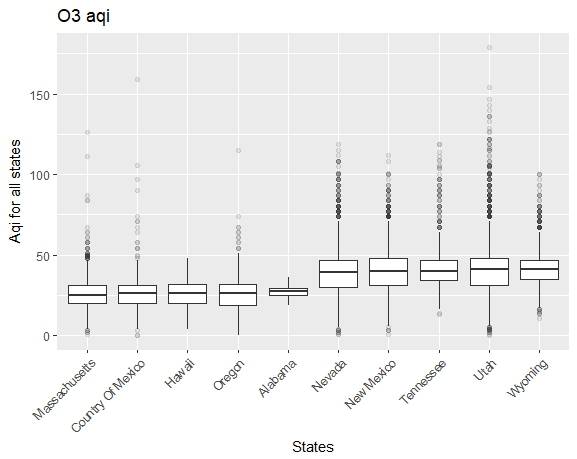 O3 aqi
Aqi for all states
150
100
50
0
Massachusetts
Country Of Mexico
Hawaii
Oregon
Alabama
Nevada
New Mexico
Tennessee
Utah
Wyoming
States